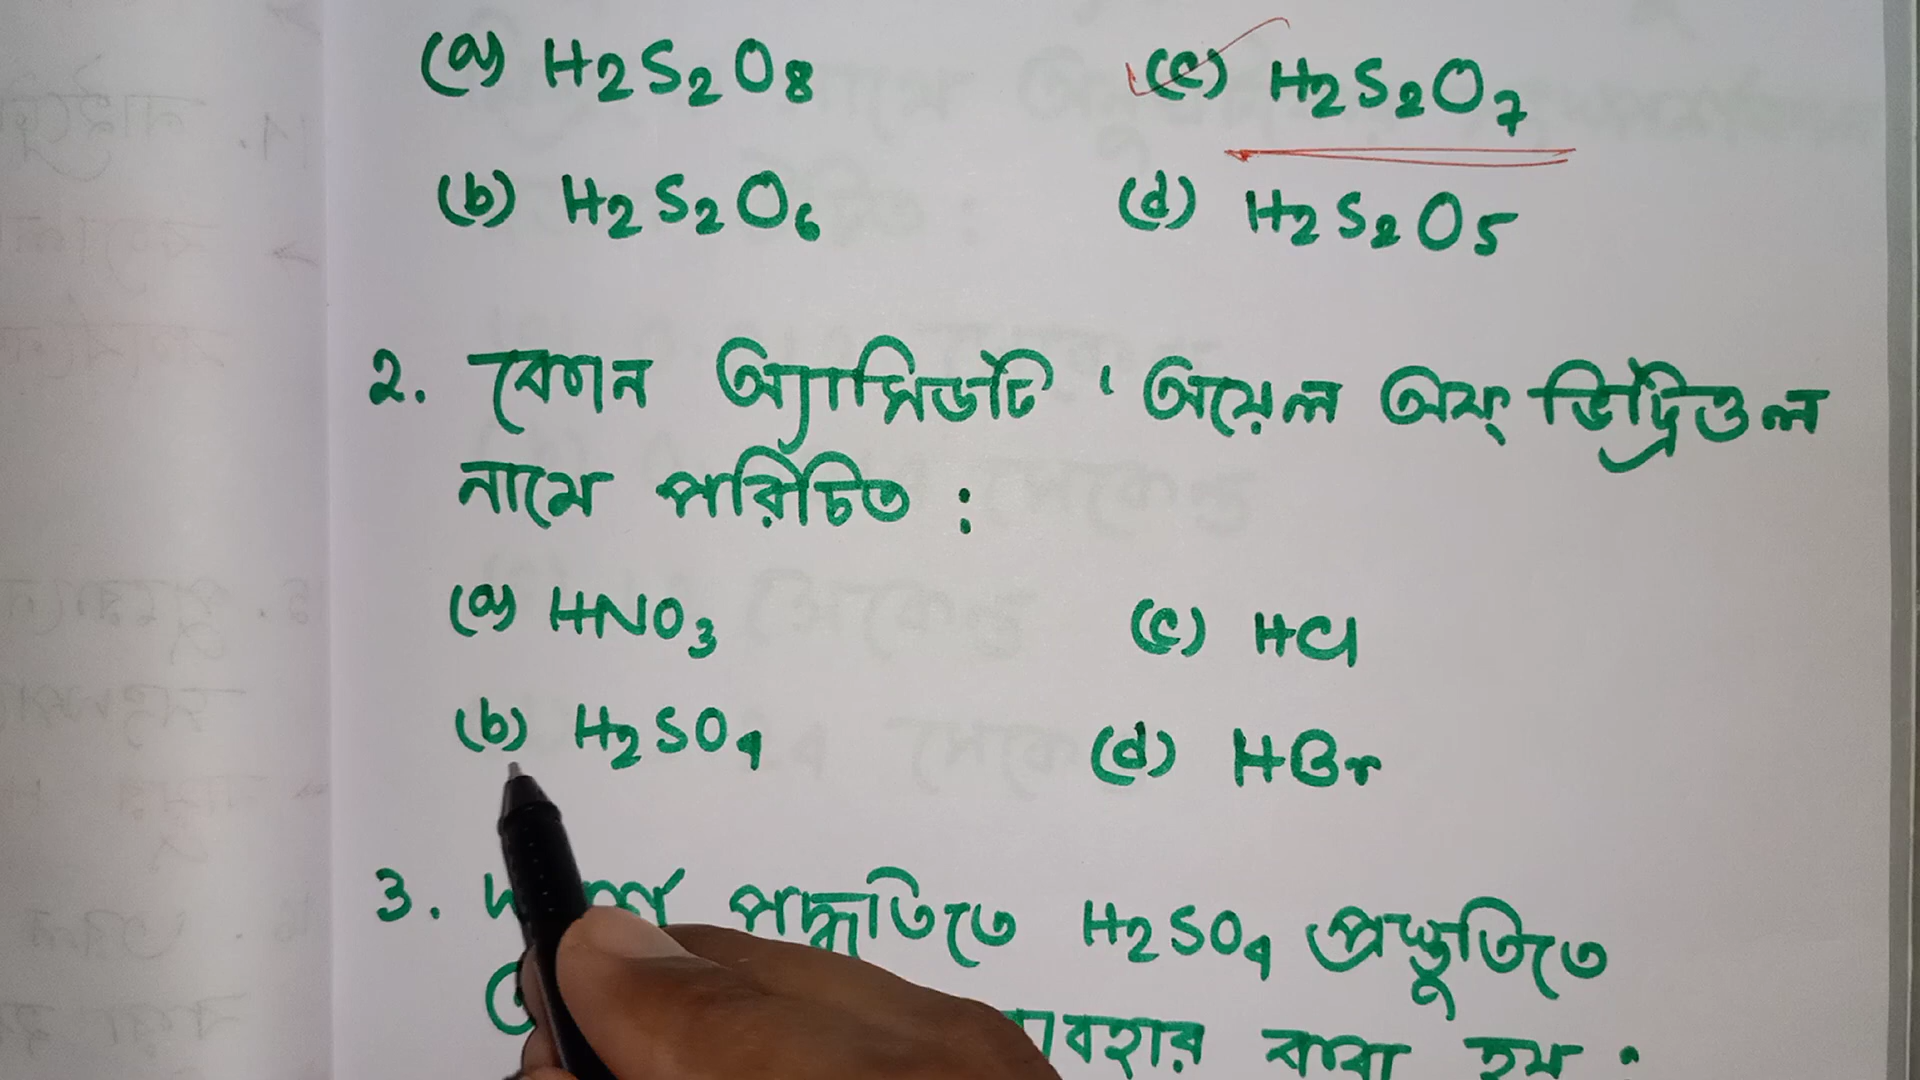 (a) H2S2O8 (c) H2S2O7
(b) H2S2O6 (d) H2S2O5
2. কোন অ্যাসিডটি 'অয়েল অফ্ ভিট্রিওল
নামে পরিচিত :
(a) HNO3 (c) HCl
(b) H2SO4 (d) HBr
3. পদ্ধতিতে H2SO4 প্রস্তুতিতে
করা হয় :